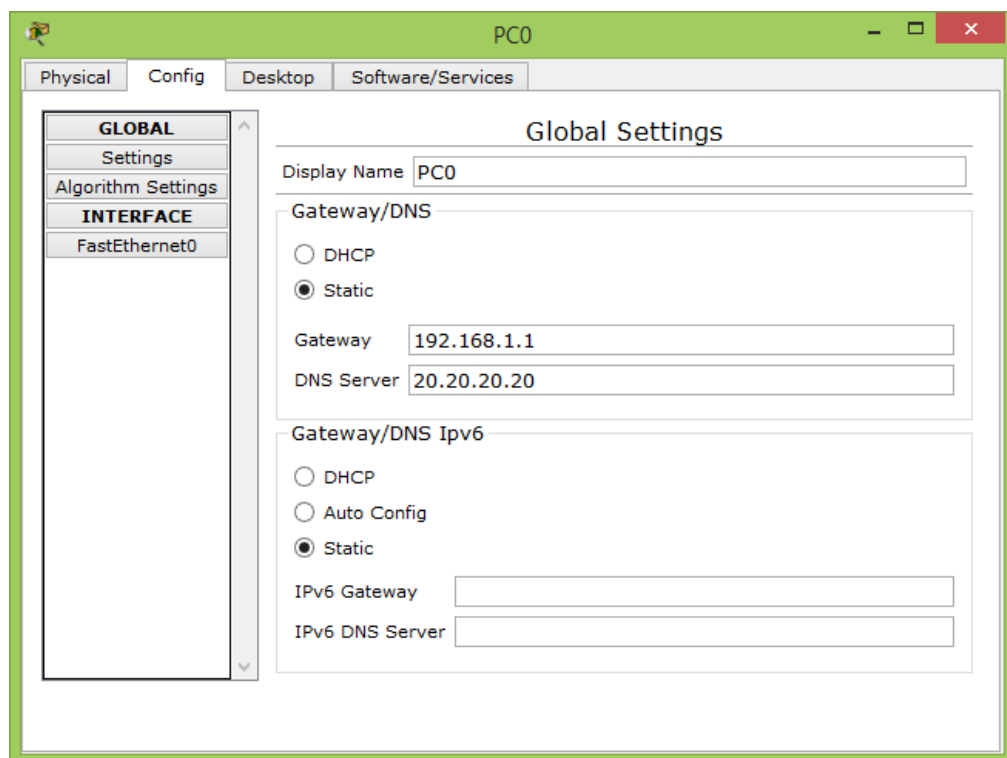 PC0
Physical Config Desktop Software/Services
GLOBAL
Settings
Algorithm Settings
INTERFACE
FastEthernet0
Global Settings
Display Name PC0
Gateway/DNS
DHCP
Static
Gateway 192.168.1.1
DNS Server 20.20.20.20
Gateway/DNS Ipv6
DHCP
Auto Config
Static
IPv6 Gateway
IPv6 DNS Server